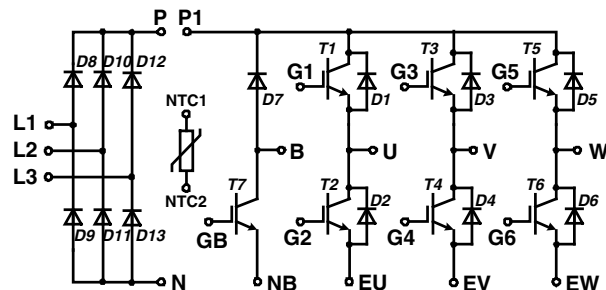 P P1
D8 D10 D12
T1 T3 T5
G1 G3 G5
D7 D1 D3 D5
NTC1
L1
L2
L3
B U V W
NTC2
T7 T2 T4 T6
D2 D4 D6
D9 D11 D13
GB G2 G4 G6
N NB EU EV EW